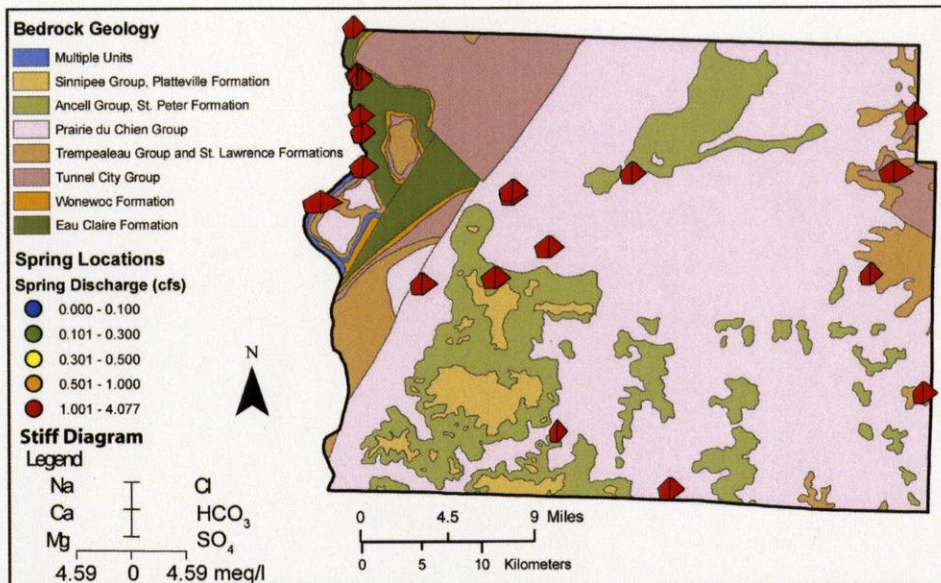 Bedrock Geology
Multiple Units
Sinnipee Group, Platteville Formation
Ancell Group, St. Peter Formation
Prairie du Chien Group
Trempealeau Group and St. Lawrence Formations
Tunnel City Group
Wonewoc Formation
Eau Claire Formation
Spring Locations
Spring Discharge (cfs)
0.000 - 0.100
0.101 - 0.300
0.301 - 0.500
0.501 - 1.000
1.001 - 4.077
N
Stiff Diagram
Legend
Na Cl
Ca HCO₃
Mg SO₄
4.59 0 4.59 meq/l
0 4.5 9 Miles
0 5 10 Kilometers